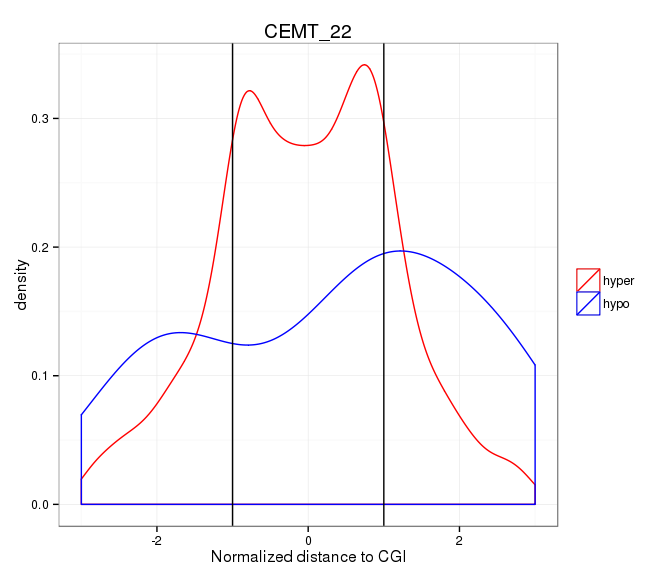 CEMT_22
density
0.3
0.2
0.1
0.0
-2
0
2
Normalized distance to CGI
hyper
hypo